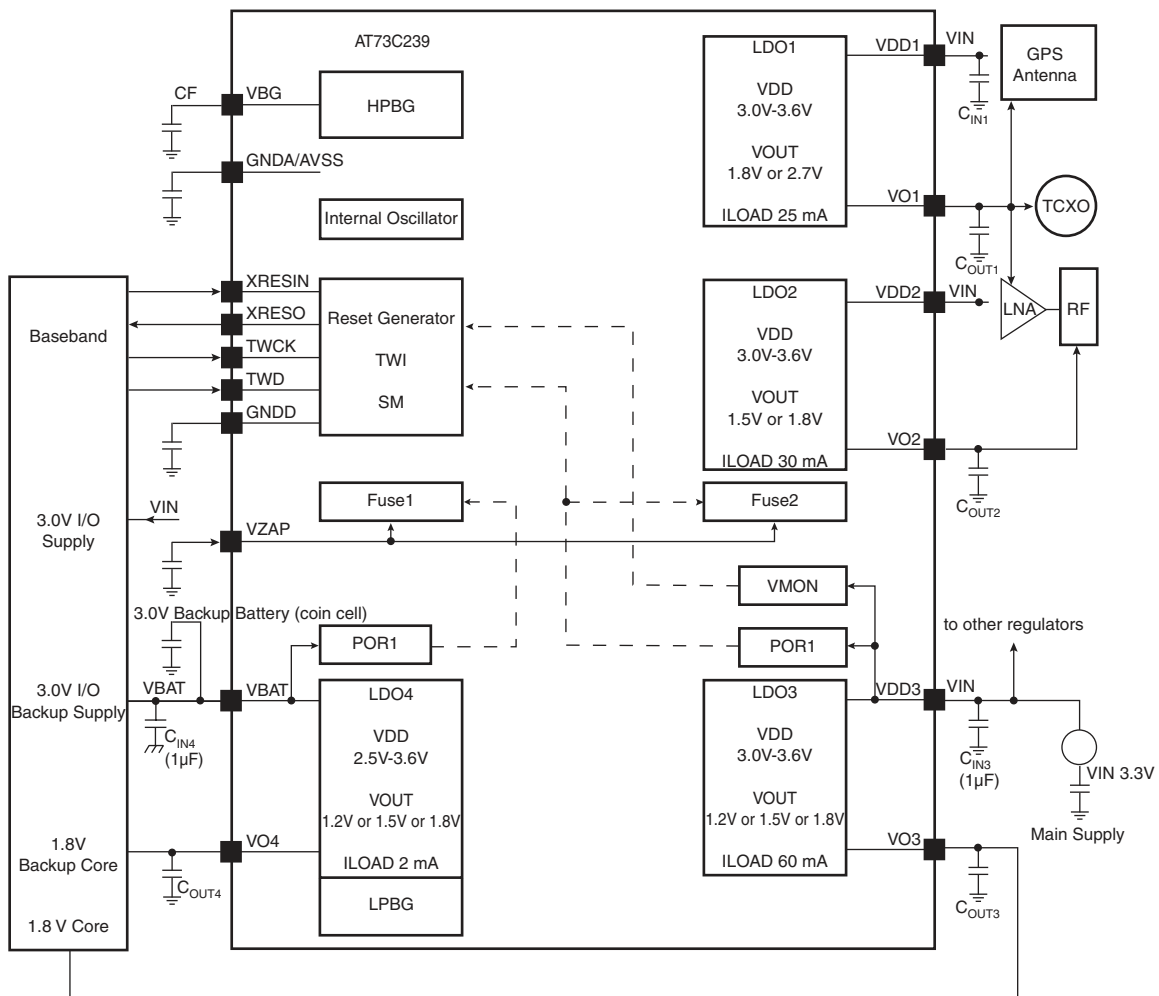 AT73C239
CF
VBG
HPBG
GNDA/AVSS
Internal Oscillator
LDO1
VDD
3.0V-3.6V
VOUT
1.8V or 2.7V
ILOAD 25 mA
VDD1
VIN
C_IN1
GPS
Antenna
VO1
TCXO
C_OUT1
Baseband
XRESIN
XRESO
TWCK
TWD
GNDD
Reset Generator
TWI
SM
LDO2
VDD
3.0V-3.6V
VOUT
1.5V or 1.8V
ILOAD 30 mA
VDD2
VIN
LNA
RF
VO2
C_OUT2
Fuse1
Fuse2
VIN
3.0V I/O
Supply
VZAP
VMON
3.0V Backup Battery (coin cell)
POR1
POR1
to other regulators
3.0V I/O
Backup Supply
VBAT
VBAT
C_IN4
(1µF)
LDO4
VDD
2.5V-3.6V
VOUT
1.2V or 1.5V or 1.8V
ILOAD 2 mA
LPBG
LDO3
VDD
3.0V-3.6V
VOUT
1.2V or 1.5V or 1.8V
ILOAD 60 mA
VDD3
VIN
C_IN3
(1µF)
VIN 3.3V
Main Supply
1.8V
Backup Core
VO4
C_OUT4
VO3
C_OUT3
1.8 V Core